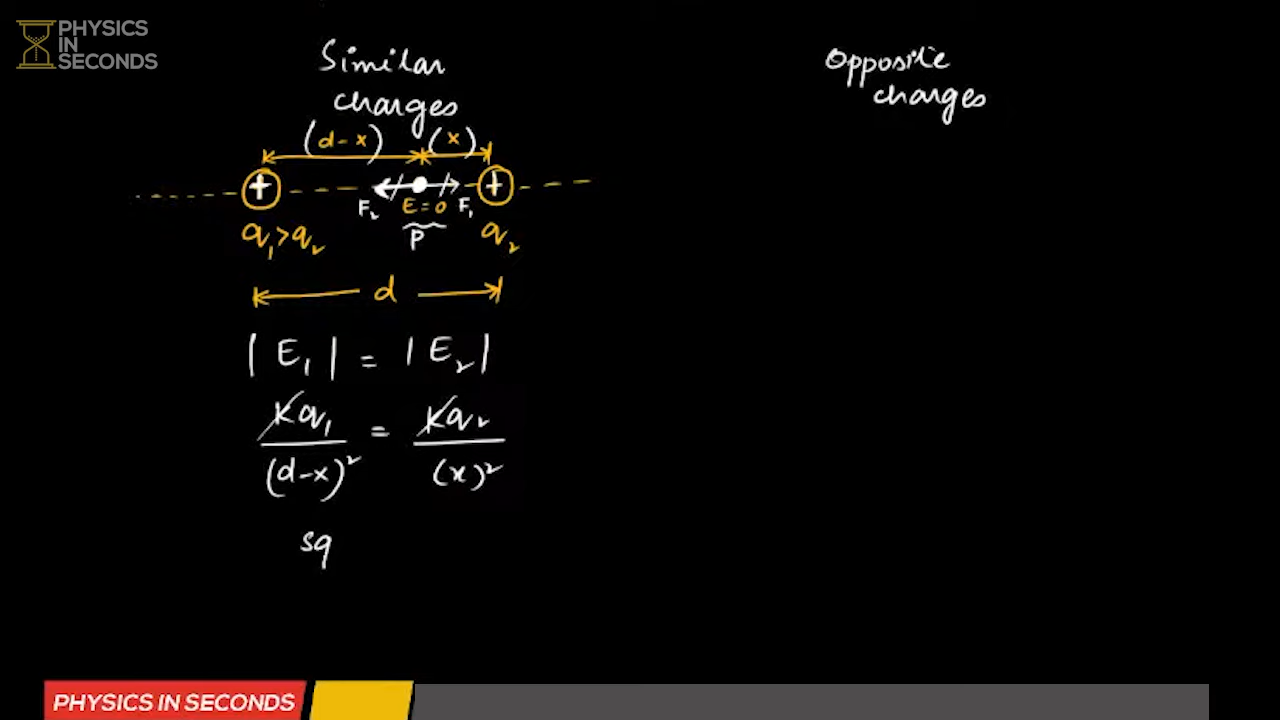 PHYSICS
IN
SECONDS
Similar
charges
(d-x) (x)
+ +
F₂ E=0 F₁
P
q₁>q₂ q₂
d
|E₁| = |E₂|
Kq₁/(d-x)² = Kq₂/(x)²
sq
Opposite
charges
PHYSICS IN SECONDS